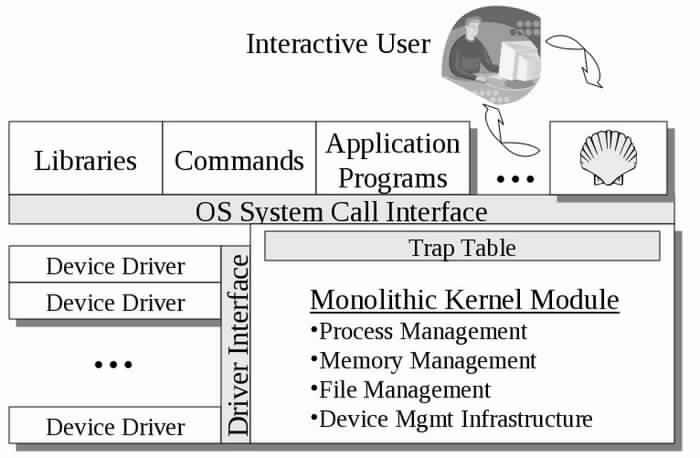 Interactive User
Libraries
Commands
Application
Programs
...
OS System Call Interface
Trap Table
Device Driver
Device Driver
...
Device Driver
Driver Interface
Monolithic Kernel Module
•Process Management
•Memory Management
•File Management
•Device Mgmt Infrastructure